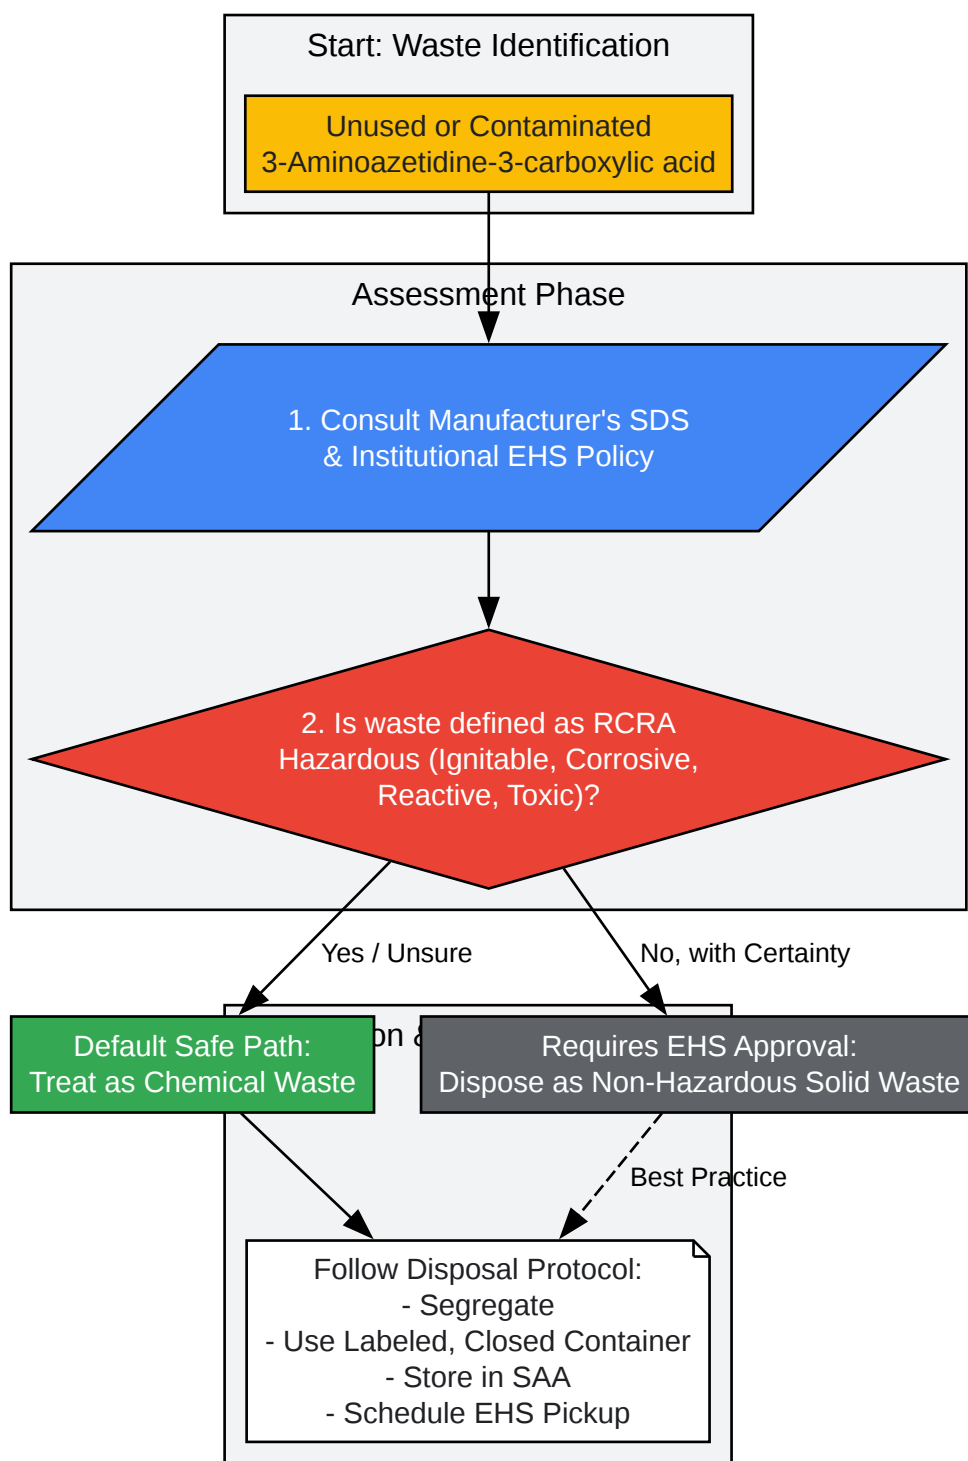 Start: Waste Identification
Unused or Contaminated
3-Aminoazetidine-3-carboxylic acid
Assessment Phase
1. Consult Manufacturer's SDS
& Institutional EHS Policy
2. Is waste defined as RCRA
Hazardous (Ignitable, Corrosive,
Reactive, Toxic)?
Yes / Unsure
No, with Certainty
&
Default Safe Path:
Treat as Chemical Waste
Requires EHS Approval:
Dispose as Non-Hazardous Solid Waste
Best Practice
Follow Disposal Protocol:
- Segregate
- Use Labeled, Closed Container
- Store in SAA
- Schedule EHS Pickup